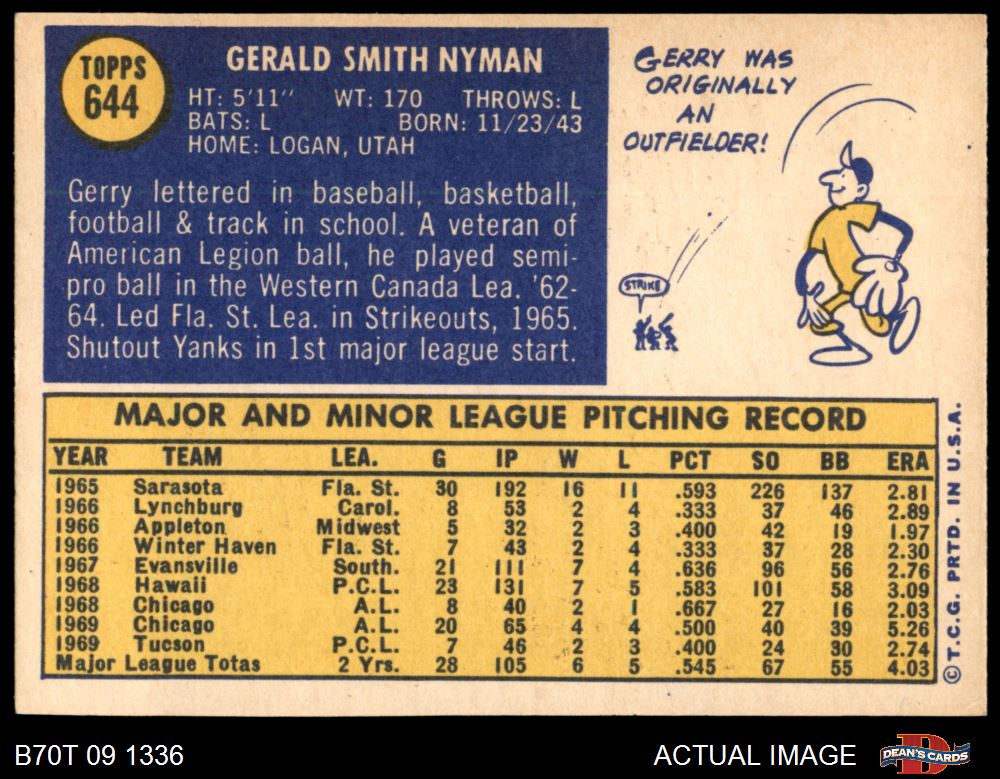 TOPPS
644
GERALD SMITH NYMAN
HT: 5'11" WT: 170 THROWS: L
BATS: L BORN: 11/23/43
HOME: LOGAN, UTAH
Gerry lettered in baseball, basketball,
football & track in school. A veteran of
American Legion ball, he played semi-
pro ball in the Western Canada Lea. '62-
64. Led Fla. St. Lea. in Strikeouts, 1965.
Shutout Yanks in 1st major league start.
GERRY WAS
ORIGINALLY
AN
OUTFIELDER!
STRIKE
MAJOR AND MINOR LEAGUE PITCHING RECORD
YEAR TEAM LEA. G IP W L PCT SO BB ERA
1965 Sarasota Fla. St. 30 192 16 11 .593 226 137 2.81
1966 Lynchburg Carol. 8 53 2 4 .333 37 46 2.89
1966 Appleton Midwest 5 32 2 3 .400 42 19 1.97
1966 Winter Haven Fla. St. 7 43 2 4 .333 37 28 2.30
1967 Evansville South. 21 111 7 4 .636 96 56 2.76
1968 Hawaii P.C.L. 23 131 7 5 .583 101 58 3.09
1968 Chicago A.L. 8 40 2 1 .667 27 16 2.03
1969 Chicago A.L. 20 65 4 4 .500 40 39 5.26
1969 Tucson P.C.L. 7 46 2 3 .400 24 30 2.74
Major League Totas 2 Yrs. 28 105 6 5 .545 67 55 4.03
© T.C.G. PRTD. IN U.S.A.
B70T 09 1336
ACTUAL IMAGE
D
DEAN'S CARDS